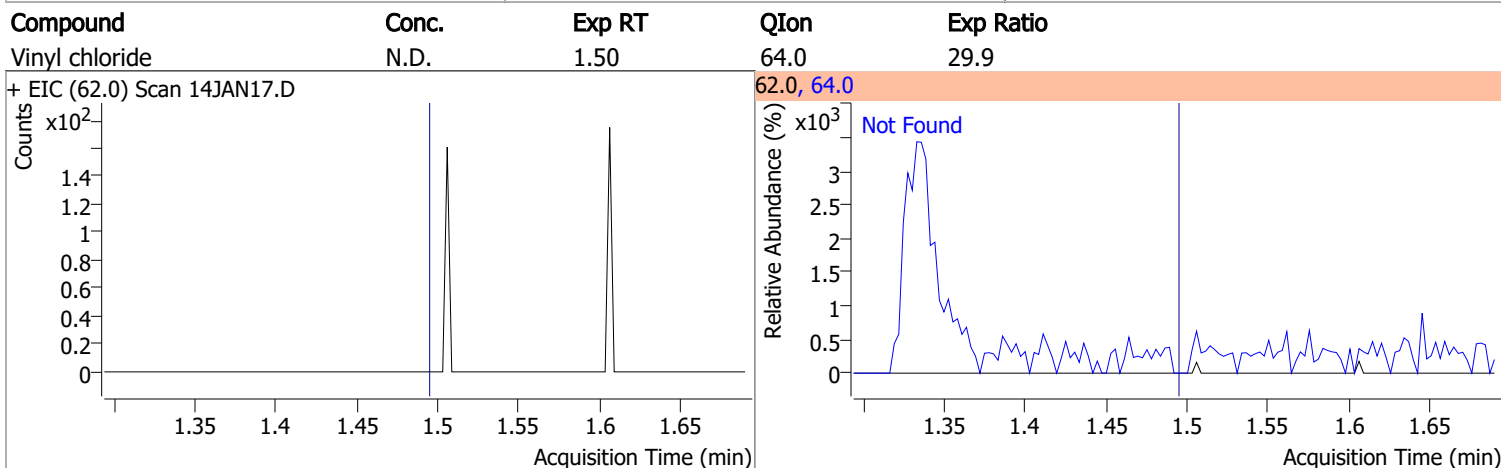 Compound Conc. Exp RT QIon Exp Ratio
Vinyl chloride N.D. 1.50 64.0 29.9
+ EIC (62.0) Scan 14JAN17.D
Counts
x10²
1.4
1.2
1
0.8
0.6
0.4
0.2
0
1.35 1.4 1.45 1.5 1.55 1.6 1.65
Acquisition Time (min)
62.0, 64.0
Relative Abundance (%)
x10³
Not Found
3
2.5
2
1.5
1
0.5
0
1.35 1.4 1.45 1.5 1.55 1.6 1.65
Acquisition Time (min)